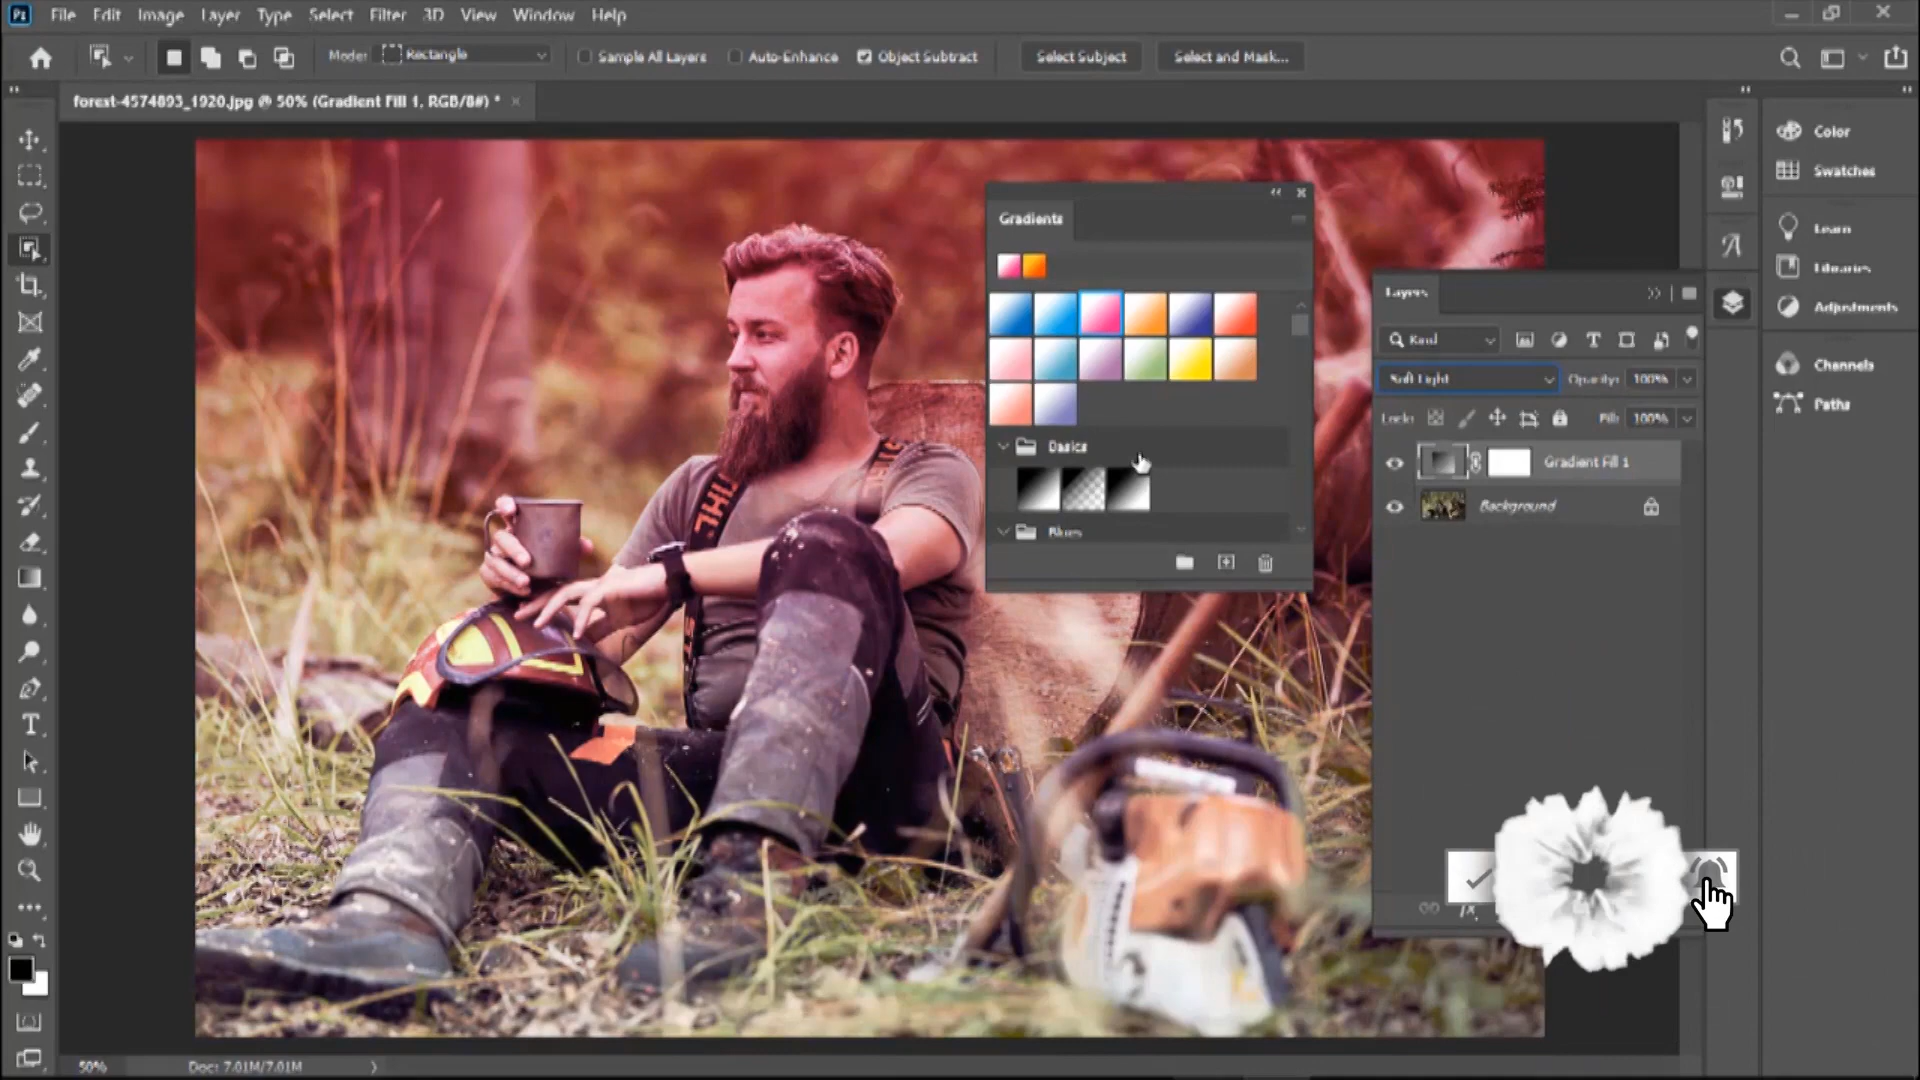 Ps File Edit Image Layer Type Select Filter 3D View Window Help
Mode: Rectangle Sample All Layers Auto-Enhance Object Subtract Select Subject Select and Mask...
forest-4574893_1920.jpg @ 50% (Gradient Fill 1, RGB/8#) *
Color
Swatches
Learn
Libraries
Adjustments
Channels
Paths
Gradients
Basics
Blues
Layers
Kind
Soft Light Opacity: 100%
Lock: Fill: 100%
Gradient Fill 1
Background
fx
STIHL
50% Doc: 7.01M/7.01M